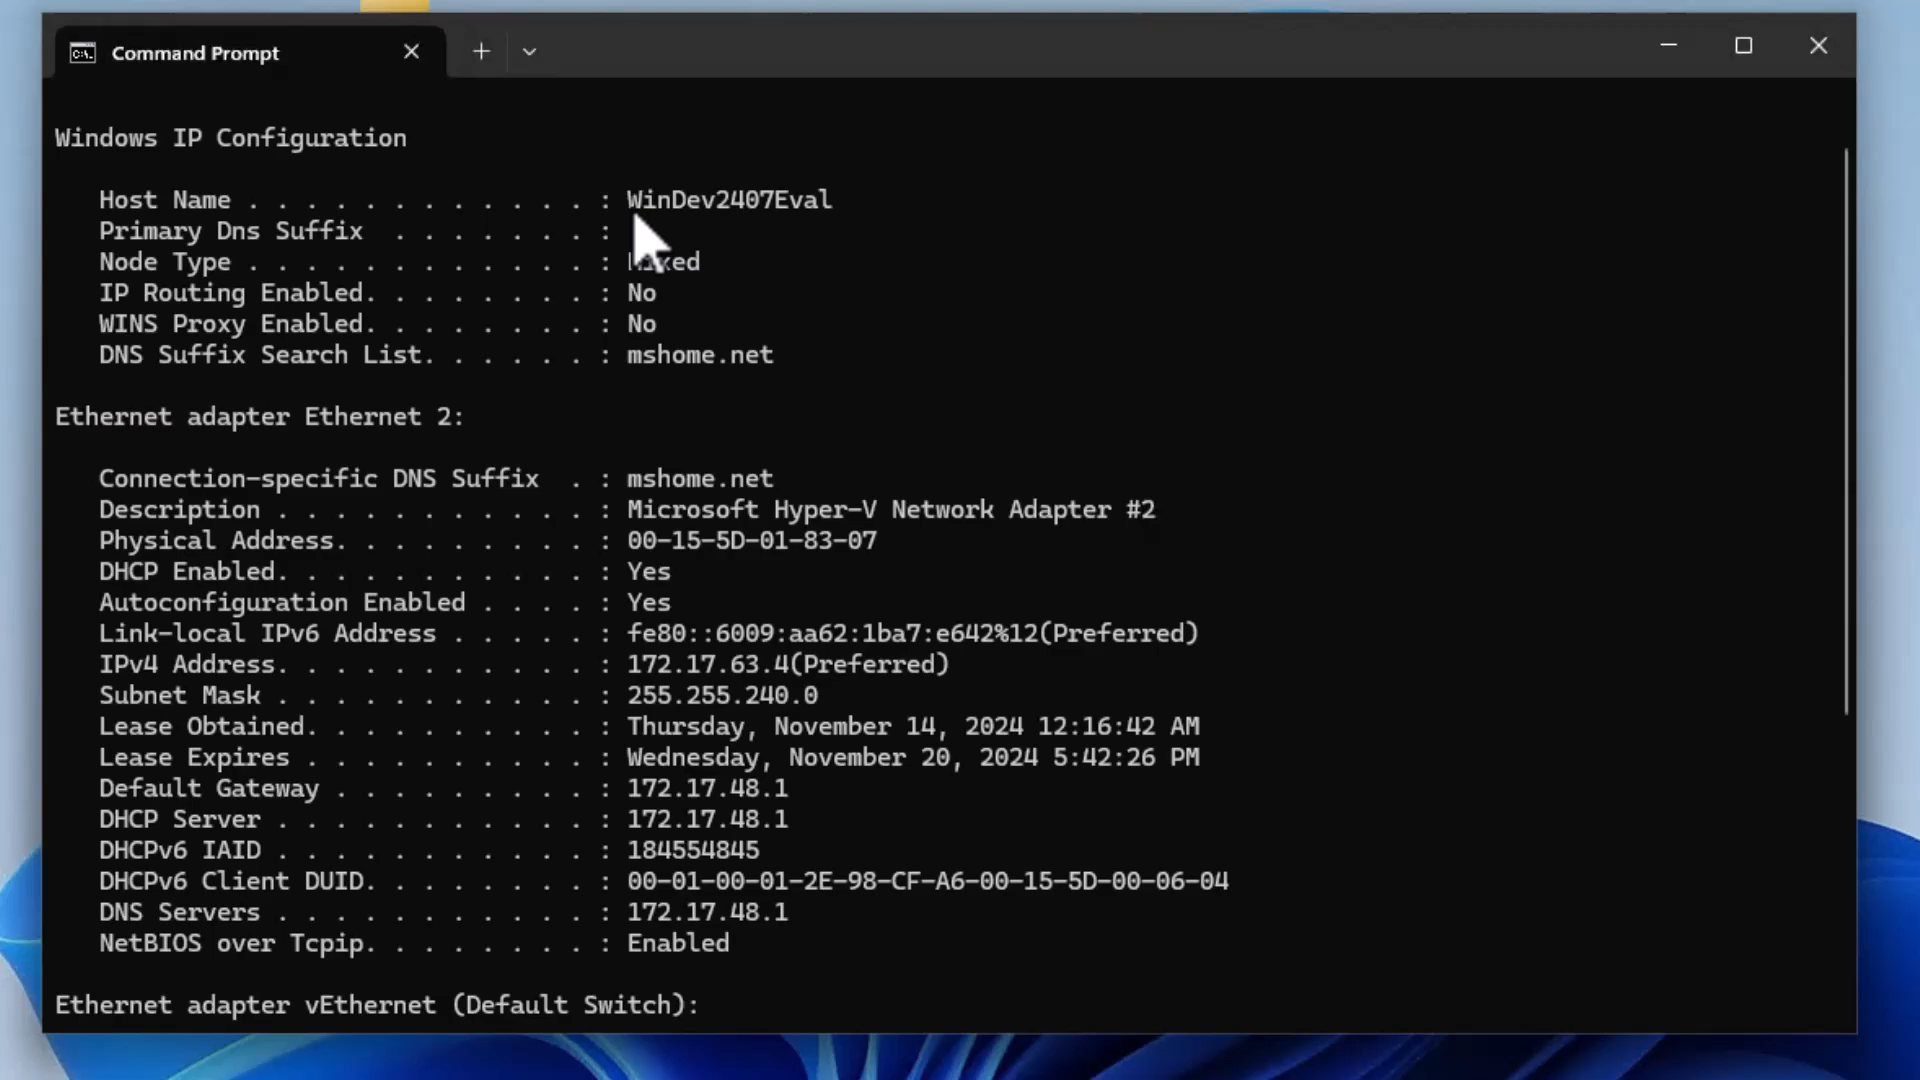 Command Prompt
Windows IP Configuration
Host Name . . . . . . . . . . . . : WinDev2407Eval
Primary Dns Suffix  . . . . . . . :
Node Type . . . . . . . . . . . . : Mixed
IP Routing Enabled. . . . . . . . : No
WINS Proxy Enabled. . . . . . . . : No
DNS Suffix Search List. . . . . . : mshome.net
Ethernet adapter Ethernet 2:
Connection-specific DNS Suffix  . : mshome.net
Description . . . . . . . . . . . : Microsoft Hyper-V Network Adapter #2
Physical Address. . . . . . . . . : 00-15-5D-01-83-07
DHCP Enabled. . . . . . . . . . . : Yes
Autoconfiguration Enabled . . . . : Yes
Link-local IPv6 Address . . . . . : fe80::6009:aa62:1ba7:e642%12(Preferred)
IPv4 Address. . . . . . . . . . . : 172.17.63.4(Preferred)
Subnet Mask . . . . . . . . . . . : 255.255.240.0
Lease Obtained. . . . . . . . . . : Thursday, November 14, 2024 12:16:42 AM
Lease Expires . . . . . . . . . . : Wednesday, November 20, 2024 5:42:26 PM
Default Gateway . . . . . . . . . : 172.17.48.1
DHCP Server . . . . . . . . . . . : 172.17.48.1
DHCPv6 IAID . . . . . . . . . . . : 184554845
DHCPv6 Client DUID. . . . . . . . : 00-01-00-01-2E-98-CF-A6-00-15-5D-00-06-04
DNS Servers . . . . . . . . . . . : 172.17.48.1
NetBIOS over Tcpip. . . . . . . . : Enabled
Ethernet adapter vEthernet (Default Switch):